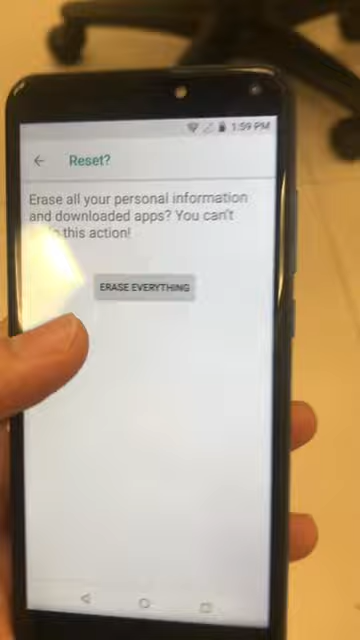 1:59 PM
Reset?
Erase all your personal information
and downloaded apps? You can't
this action!
ERASE EVERYTHING